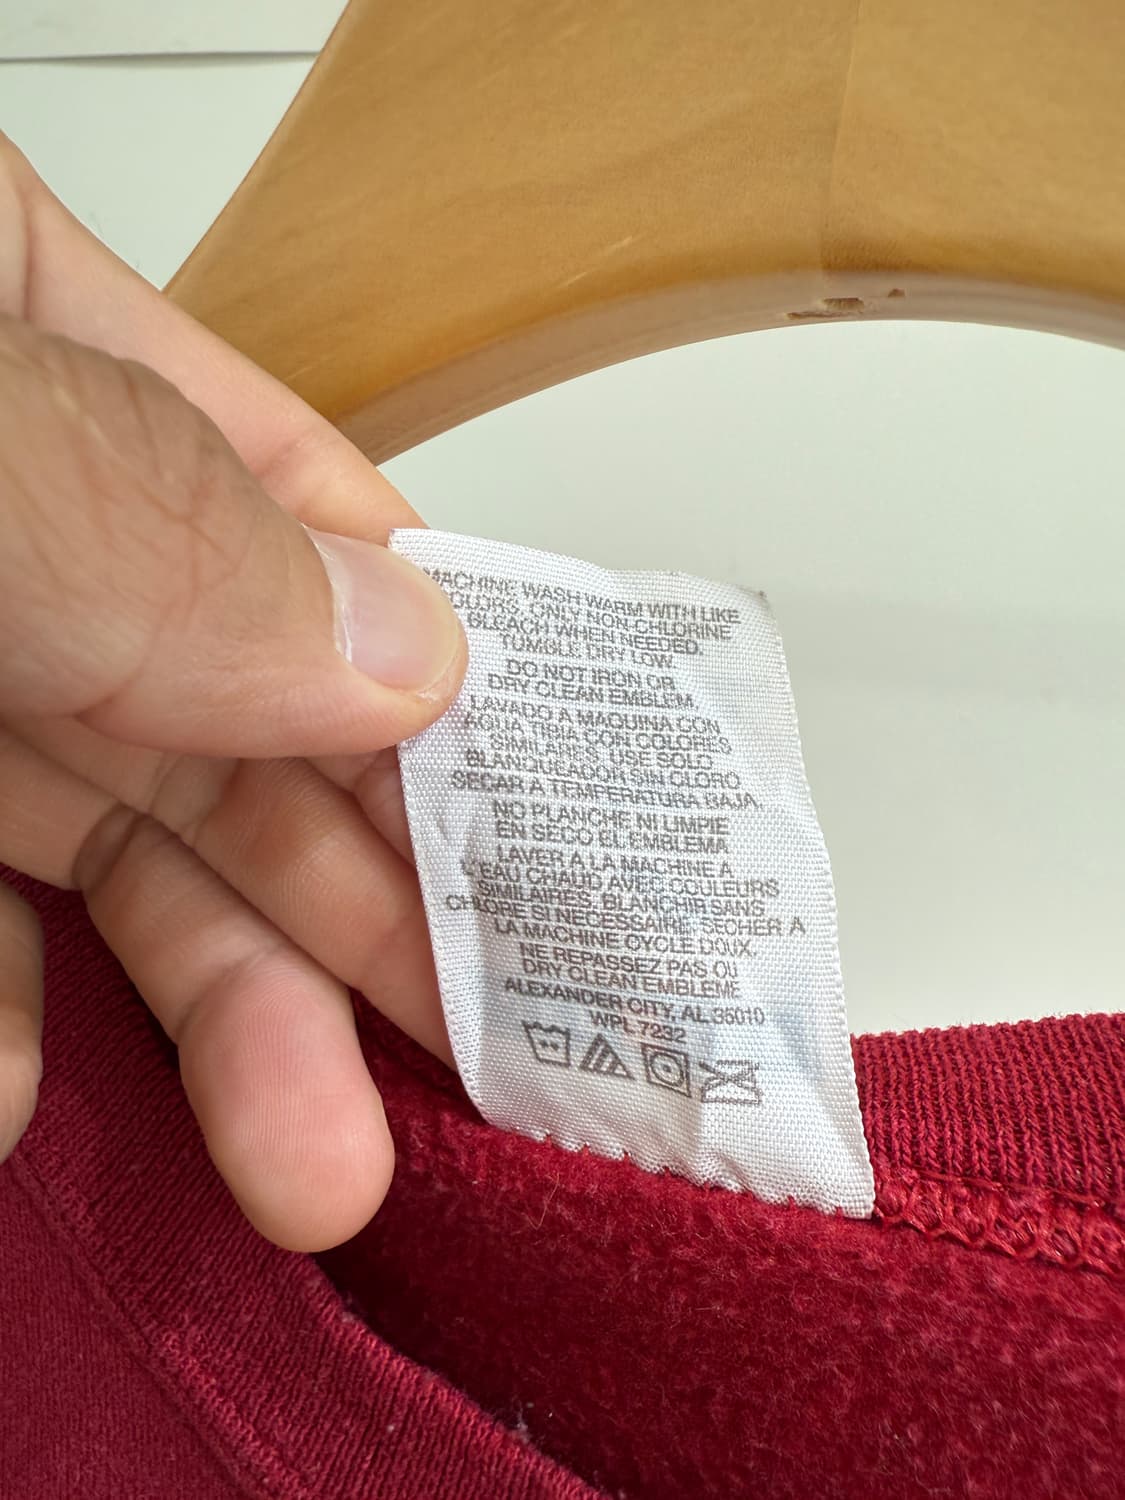 MACHINE WASH WARM WITH LIKE
COLORS, ONLY NON-CHLORINE
BLEACH WHEN NEEDED.
TUMBLE DRY LOW.
DO NOT IRON OR
DRY CLEAN EMBLEM.
LAVADO A MAQUINA CON
AGUA TIBIA CON COLORES
SIMILARES. USE SOLO
BLANQUEADOR SIN CLORO.
SECAR A TEMPERATURA BAJA.
NO PLANCHE NI LIMPIE
EN SECO EL EMBLEMA.
LAVER A LA MACHINE A
L'EAU CHAUD AVEC COULEURS
SIMILAIRES. BLANCHIR SANS
CHLORE SI NECESSAIRE. SECHER A
LA MACHINE CYCLE DOUX.
NE REPASSEZ PAS OU
DRY CLEAN EMBLEME
ALEXANDER CITY, AL 35010
WPL 7232